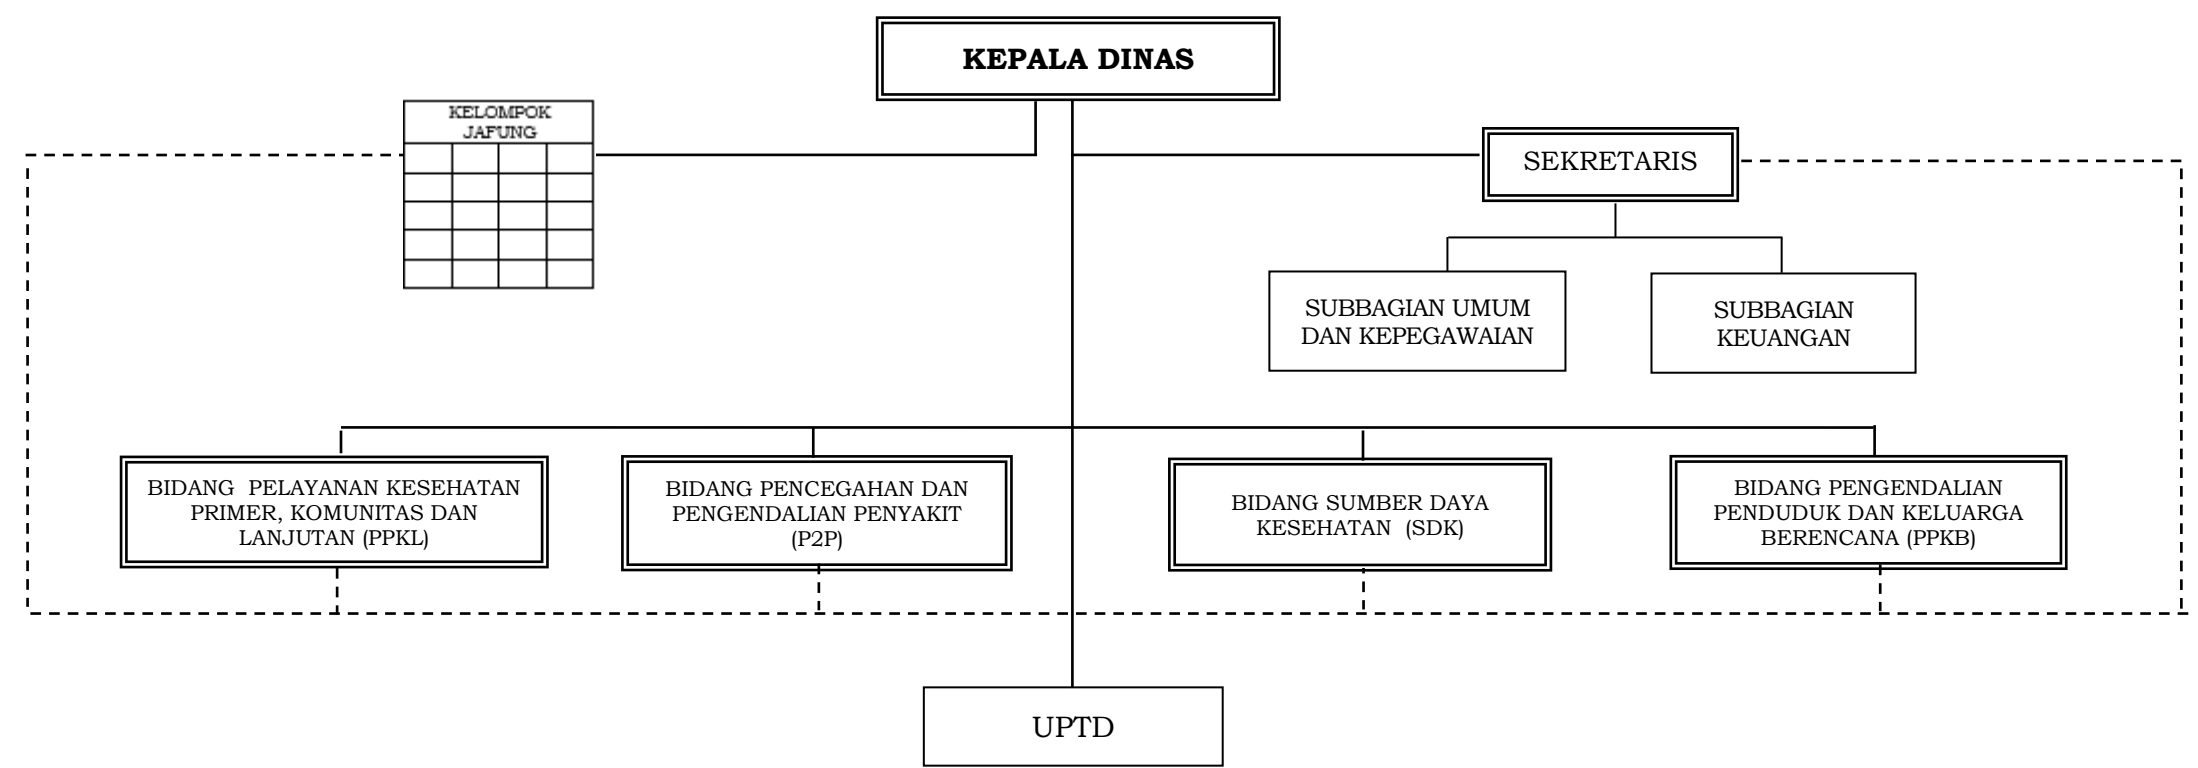 KEPALA DINAS
KELOMPOK
JAFUNG
SEKRETARIS
SUBBAGIAN UMUM
DAN KEPEGAWAIAN
SUBBAGIAN
KEUANGAN
BIDANG PELAYANAN KESEHATAN
PRIMER, KOMUNITAS DAN
LANJUTAN (PPKL)
BIDANG PENCEGAHAN DAN
PENGENDALIAN PENYAKIT
(P2P)
BIDANG SUMBER DAYA
KESEHATAN (SDK)
BIDANG PENGENDALIAN
PENDUDUK DAN KELUARGA
BERENCANA (PPKB)
UPTD